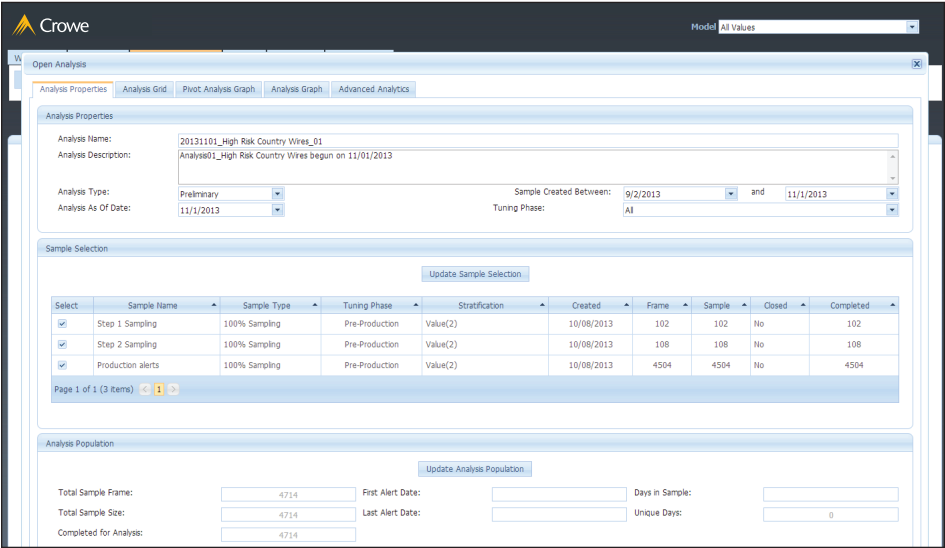 Crowe
Model All Values
W
Open Analysis
Analysis Properties Analysis Grid Pivot Analysis Graph Analysis Graph Advanced Analytics
Analysis Properties
Analysis Name: 20131101_High Risk Country Wires_01
Analysis Description: Analysis01_High Risk Country Wires begun on 11/01/2013
Analysis Type: Preliminary Sample Created Between: 9/2/2013 and 11/1/2013
Analysis As Of Date: 11/1/2013 Tuning Phase: All
Sample Selection
Update Sample Selection
Select Sample Name Sample Type Tuning Phase Stratification Created Frame Sample Closed Completed
Step 1 Sampling 100% Sampling Pre-Production Value(2) 10/08/2013 102 102 No 102
Step 2 Sampling 100% Sampling Pre-Production Value(2) 10/08/2013 108 108 No 108
Production alerts 100% Sampling Pre-Production Value(2) 10/08/2013 4504 4504 No 4504
Page 1 of 1 (3 items) < 1 >
Analysis Population
Update Analysis Population
Total Sample Frame: 4714 First Alert Date: Days in Sample:
Total Sample Size: 4714 Last Alert Date: Unique Days: 0
Completed for Analysis: 4714